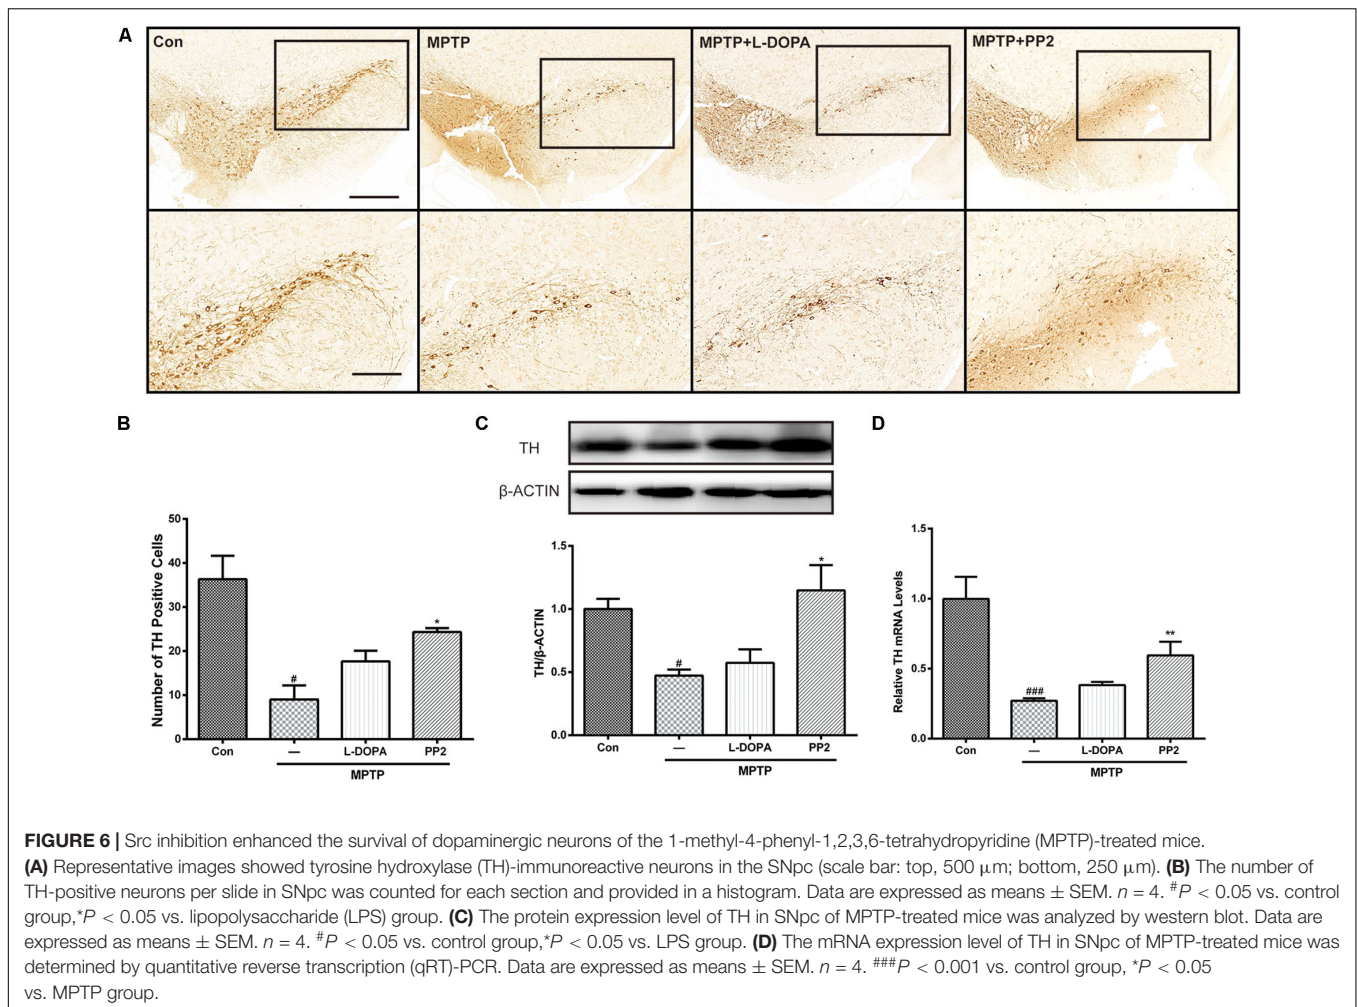 A
Con
MPTP
MPTP+L-DOPA
MPTP+PP2
B
Number of TH Positive Cells
50
40
30
20
10
0
#
*
Con
—
L-DOPA
PP2
MPTP
C
TH
β-ACTIN
TH/β-ACTIN
1.5
1.0
0.5
0.0
#
*
Con
—
L-DOPA
PP2
MPTP
D
Relative TH mRNA Levels
1.5
1.0
0.5
0.0
###
**
Con
—
L-DOPA
PP2
MPTP
FIGURE 6 | Src inhibition enhanced the survival of dopaminergic neurons of the 1-methyl-4-phenyl-1,2,3,6-tetrahydropyridine (MPTP)-treated mice.
(A) Representative images showed tyrosine hydroxylase (TH)-immunoreactive neurons in the SNpc (scale bar: top, 500 μm; bottom, 250 μm). (B) The number of
TH-positive neurons per slide in SNpc was counted for each section and provided in a histogram. Data are expressed as means ± SEM. n = 4. #P < 0.05 vs. control
group,*P < 0.05 vs. lipopolysaccharide (LPS) group. (C) The protein expression level of TH in SNpc of MPTP-treated mice was analyzed by western blot. Data are
expressed as means ± SEM. n = 4. #P < 0.05 vs. control group,*P < 0.05 vs. LPS group. (D) The mRNA expression level of TH in SNpc of MPTP-treated mice was
determined by quantitative reverse transcription (qRT)-PCR. Data are expressed as means ± SEM. n = 4. ###P < 0.001 vs. control group, *P < 0.05
vs. MPTP group.